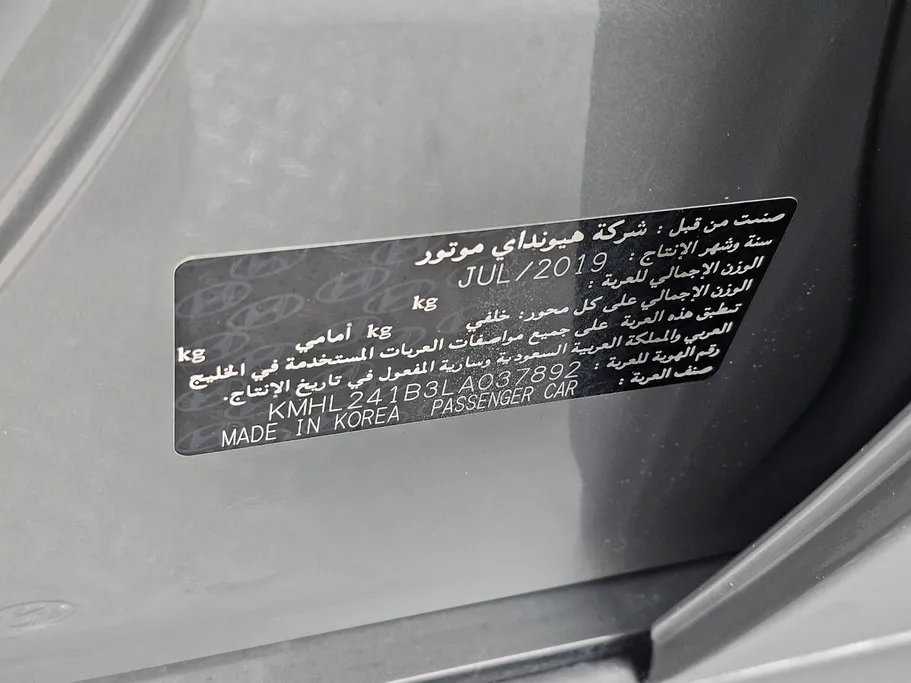 صنعت من قبل : شركة هيونداي موتور
سنة وشهر الإنتاج : JUL/2019
الوزن الإجمالي للعربة : kg
الوزن الإجمالي على كل محور: خلفي kg أمامي kg
تطبق هذه العربة على جميع مواصفات العربات المستخدمة في الخليج
العربي والمملكة العربية السعودية وسارية المفعول في تاريخ الإنتاج.
رقم الهوية للعربة : KMHL241B3LA037892
صنف العربة : PASSENGER CAR
MADE IN KOREA